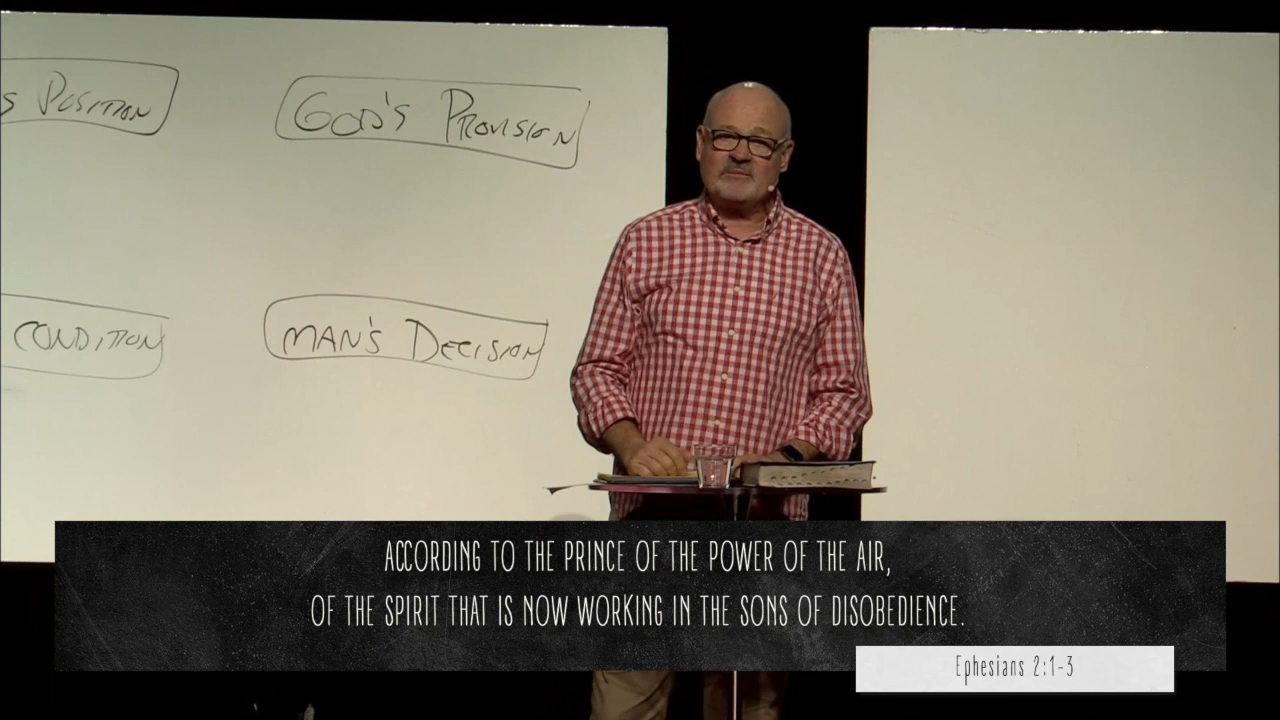 S POSITION
GOD'S PROVISION
CONDITION
MAN'S DECISION
ACCORDING TO THE PRINCE OF THE POWER OF THE AIR,
OF THE SPIRIT THAT IS NOW WORKING IN THE SONS OF DISOBEDIENCE.
Ephesians 2:1-3